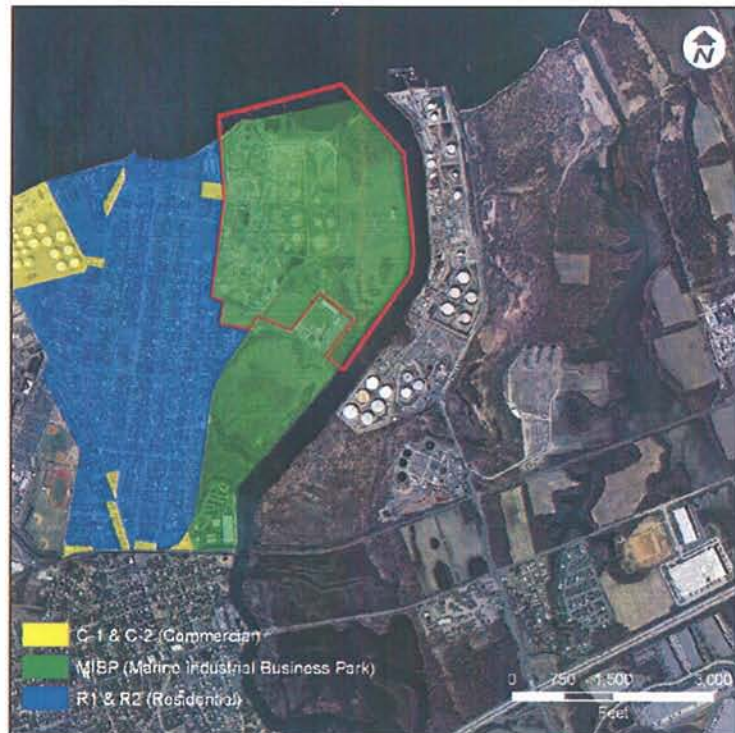 N
C-1 & C-2 (Commercial)
MIBP (Marine Industrial Business Park)
R1 & R2 (Residential)
0 750 1,500 3,000
Feet